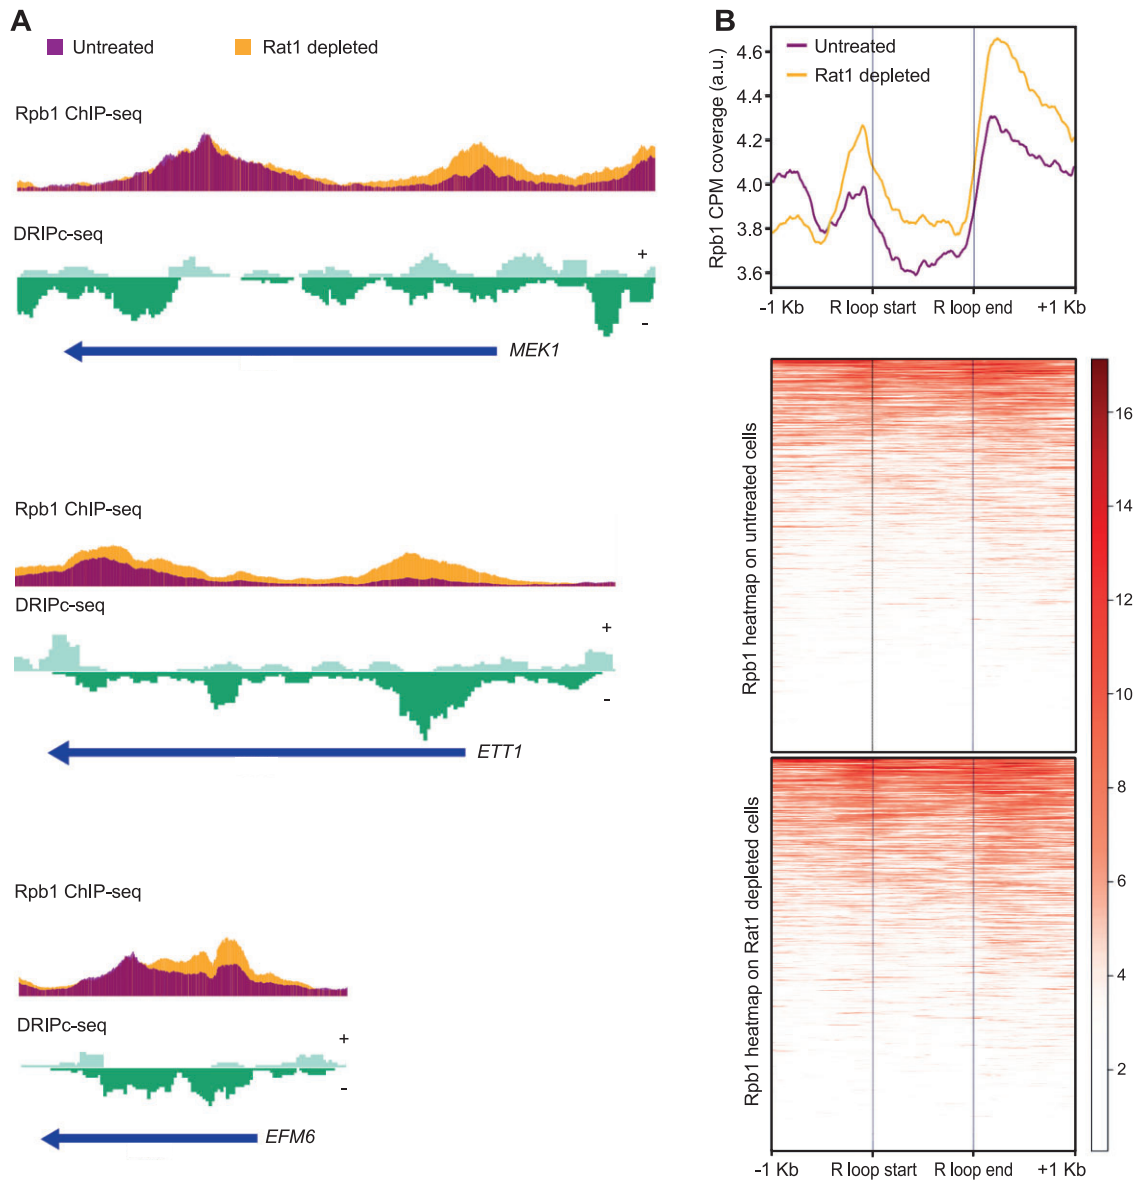 A
Untreated
Rat1 depleted
Rpb1 ChIP-seq
DRIPc-seq
+
-
MEK1
Rpb1 ChIP-seq
DRIPc-seq
+
-
ETT1
Rpb1 ChIP-seq
DRIPc-seq
+
-
EFM6
B
Rpb1 CPM coverage (a.u.)
4.6
4.4
4.2
4.0
3.8
3.6
Untreated
Rat1 depleted
-1 Kb R loop start R loop end +1 Kb
Rpb1 heatmap on untreated cells
Rpb1 heatmap on Rat1 depleted cells
16
14
12
10
8
6
4
2
-1 Kb R loop start R loop end +1 Kb